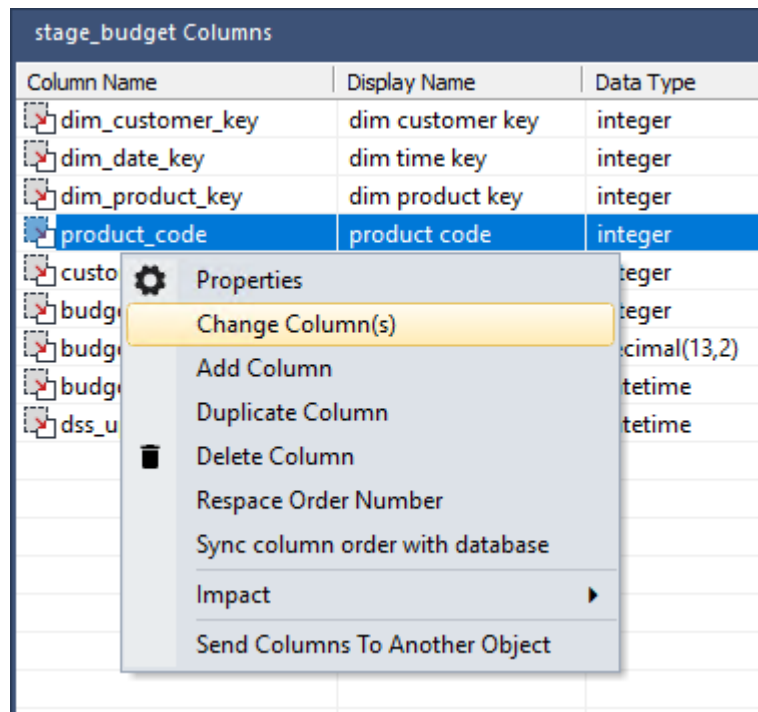 stage_budget Columns
Column Name Display Name Data Type
dim_customer_key dim customer key integer
dim_date_key dim time key integer
dim_product_key dim product key integer
product_code product code integer
Properties
Change Column(s)
Add Column
Duplicate Column
Delete Column
Respace Order Number
Sync column order with database
Impact
Send Columns To Another Object